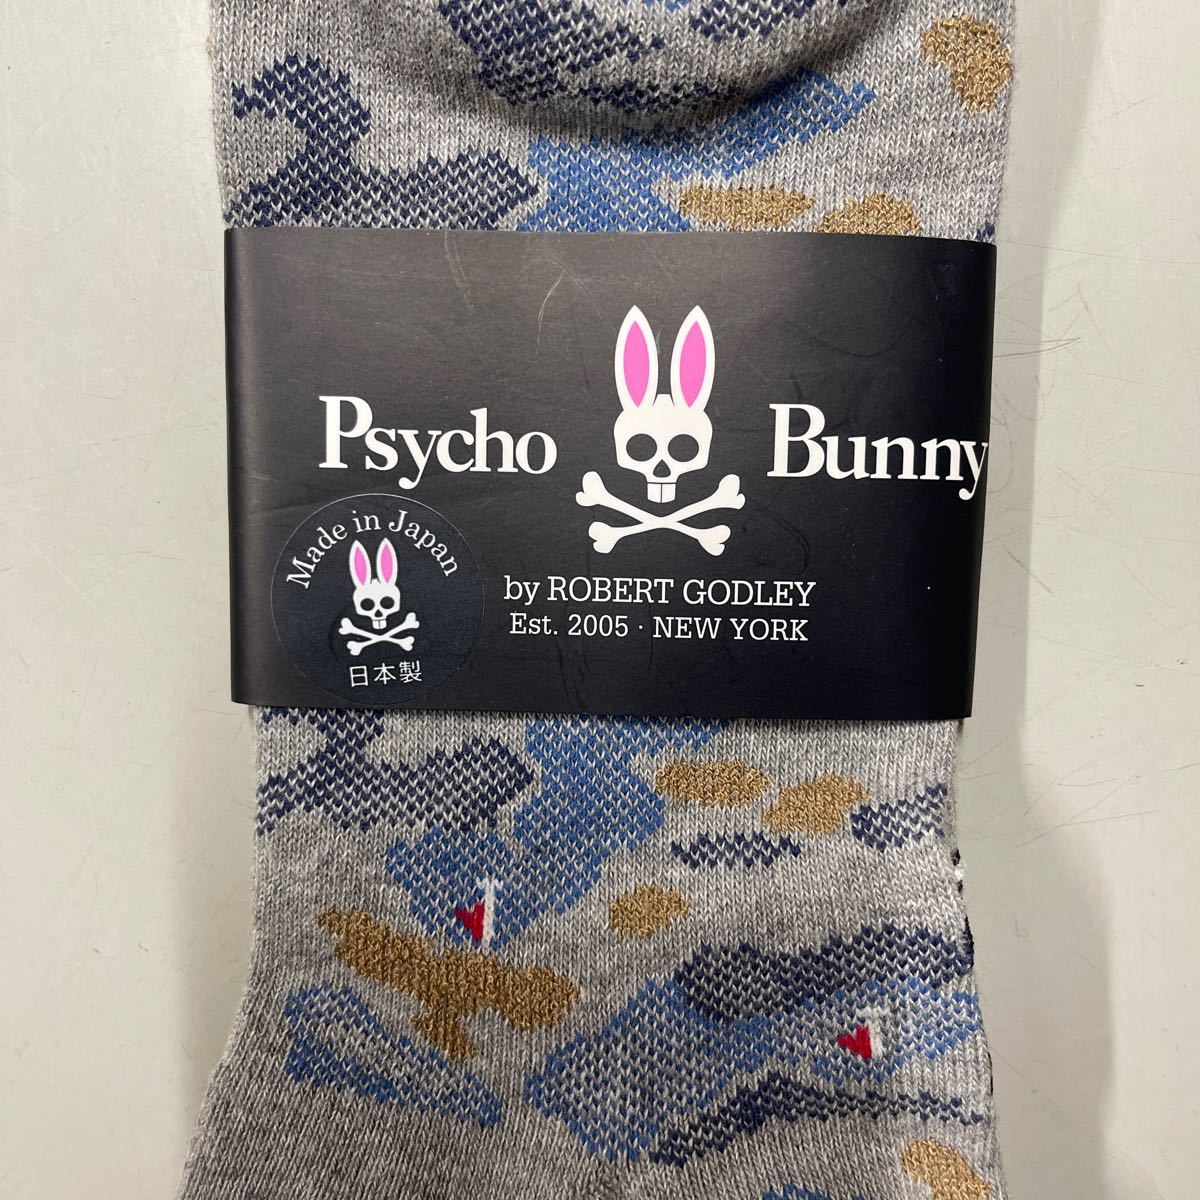 Psycho Bunny
by ROBERT GODLEY
Est. 2005 · NEW YORK
Made in Japan
日本製